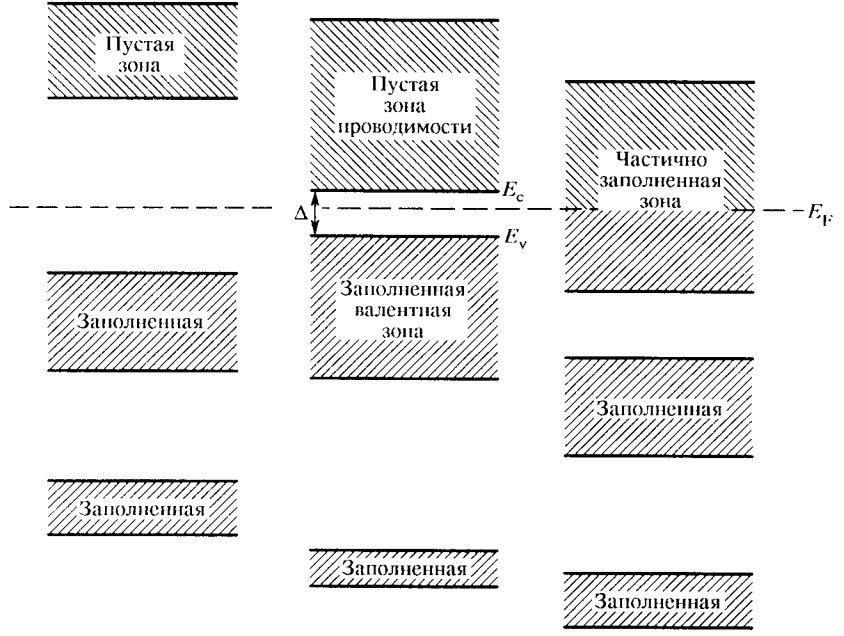 Пустая
зона
Заполненная
Заполненная
Пустая
зона
проводимости
Δ
E_c
E_v
Заполненная
валентная
зона
Заполненная
Частично
заполненная
зона
E_F
Заполненная
Заполненная